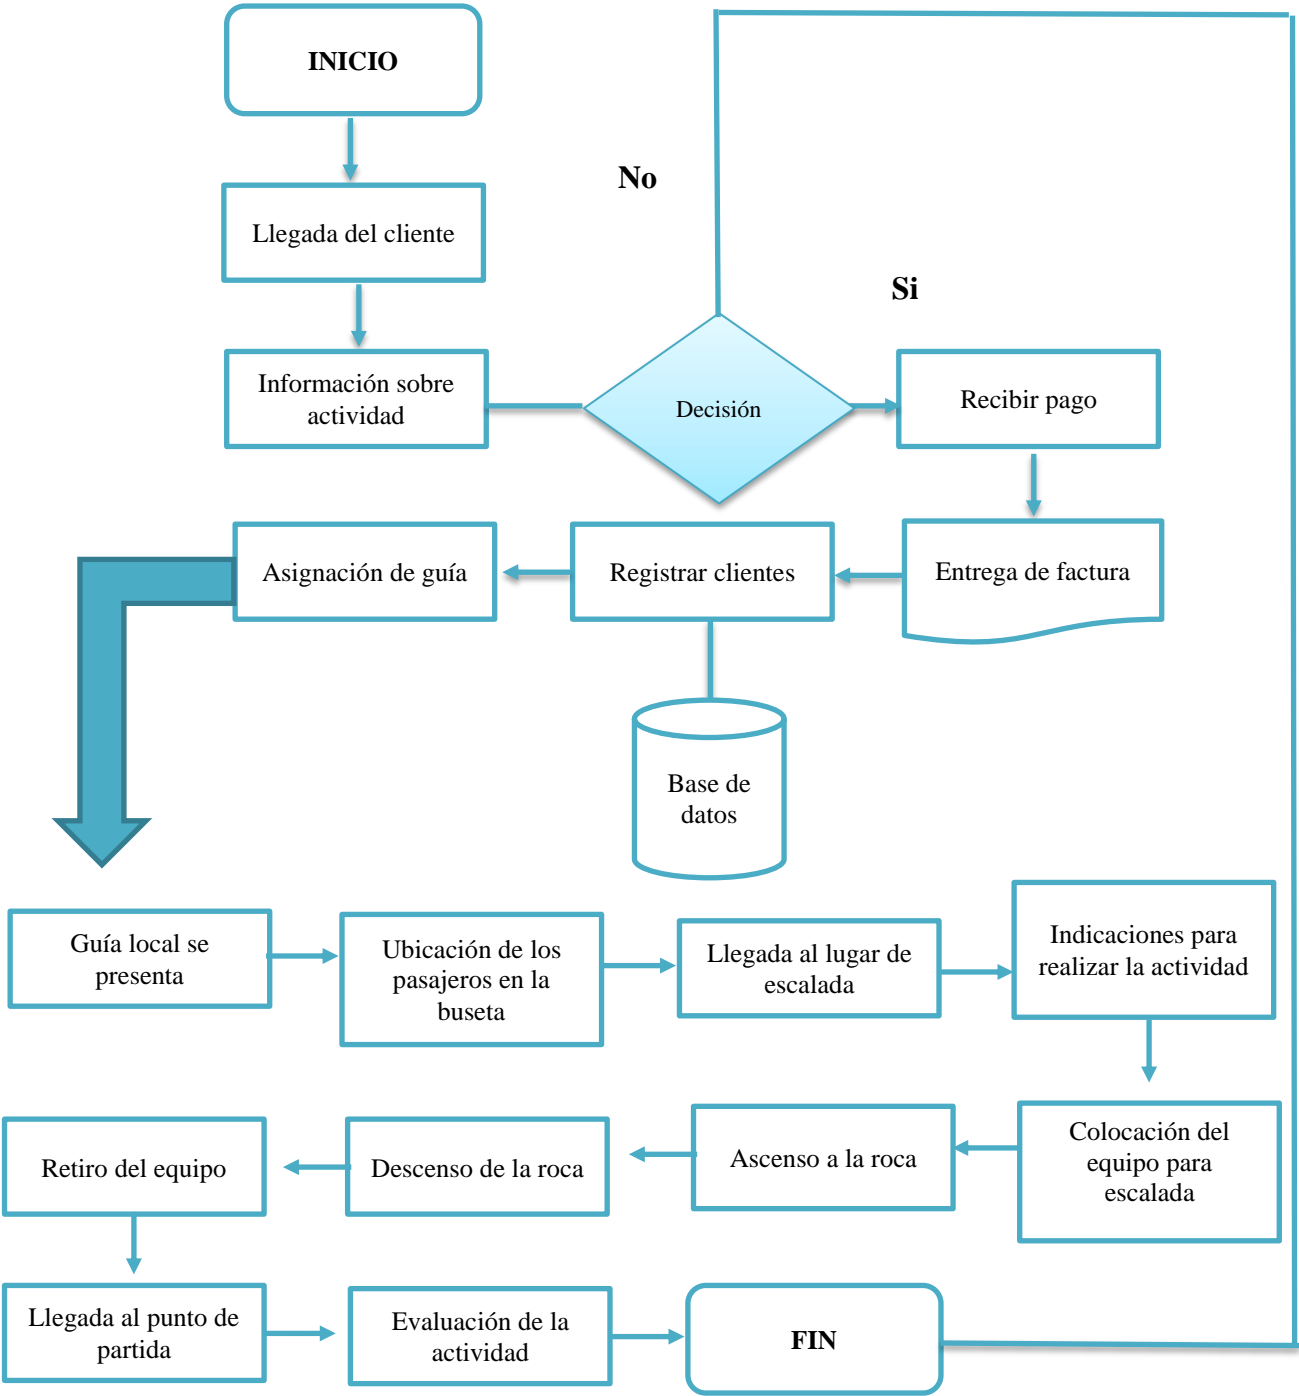 INICIO
No
Llegada del cliente
Si
Información sobre
actividad
Decisión
Recibir pago
Asignación de guía
Registrar clientes
Entrega de factura
Base de
datos
Guía local se
presenta
Ubicación de los
pasajeros en la
buseta
Llegada al lugar de
escalada
Indicaciones para
realizar la actividad
Retiro del equipo
Descenso de la roca
Ascenso a la roca
Colocación del
equipo para
escalada
Llegada al punto de
partida
Evaluación de la
actividad
FIN